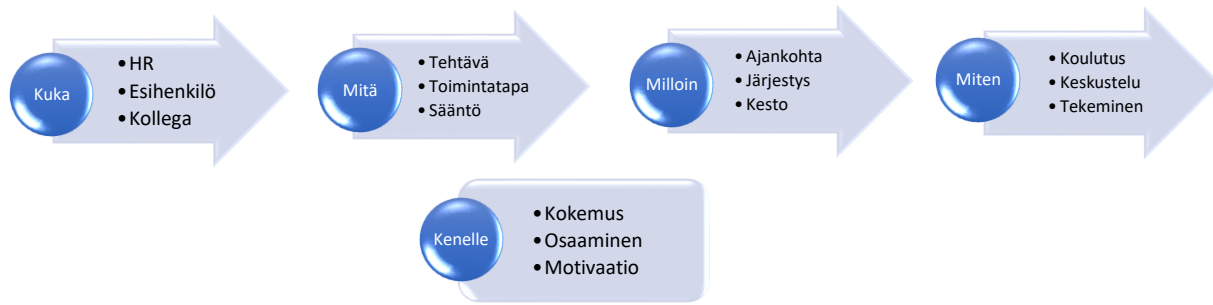 Kuka
• HR
• Esihenkilö
• Kollega
Mitä
• Tehtävä
• Toimintatapa
• Sääntö
Milloin
• Ajankohta
• Järjestys
• Kesto
Miten
• Koulutus
• Keskustelu
• Tekeminen
Kenelle
• Kokemus
• Osaaminen
• Motivaatio